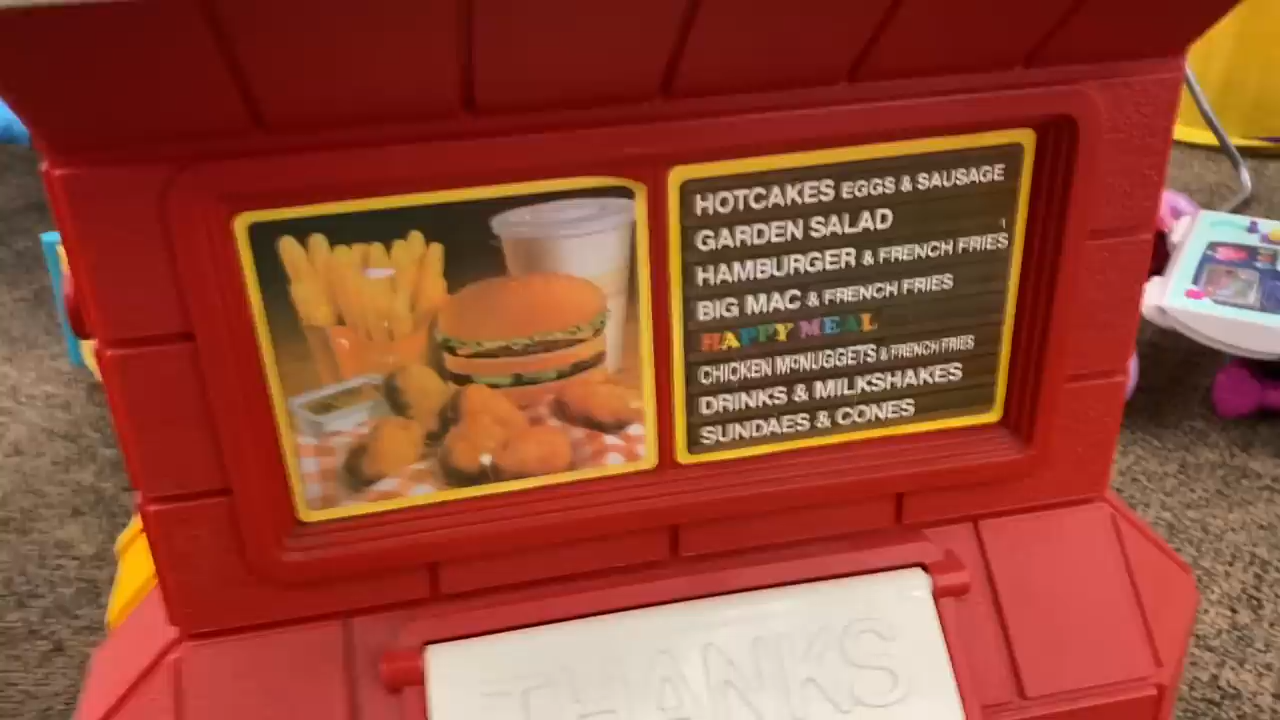 HOTCAKES EGGS & SAUSAGE
GARDEN SALAD
HAMBURGER & FRENCH FRIES
BIG MAC & FRENCH FRIES
HAPPY MEAL
CHICKEN McNUGGETS & FRENCH FRIES
DRINKS & MILKSHAKES
SUNDAES & CONES
THANKS